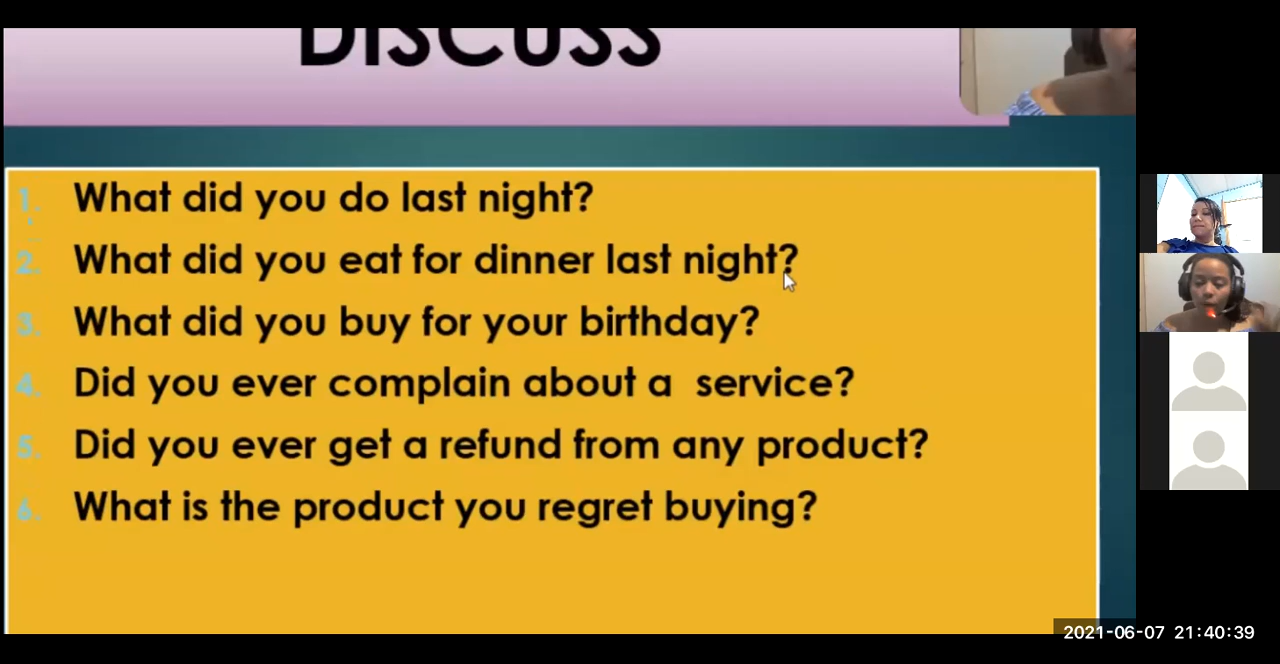 DISCUSS
1. What did you do last night?
2. What did you eat for dinner last night?
3. What did you buy for your birthday?
4. Did you ever complain about a  service?
5. Did you ever get a refund from any product?
6. What is the product you regret buying?
2021-06-07 21:40:39